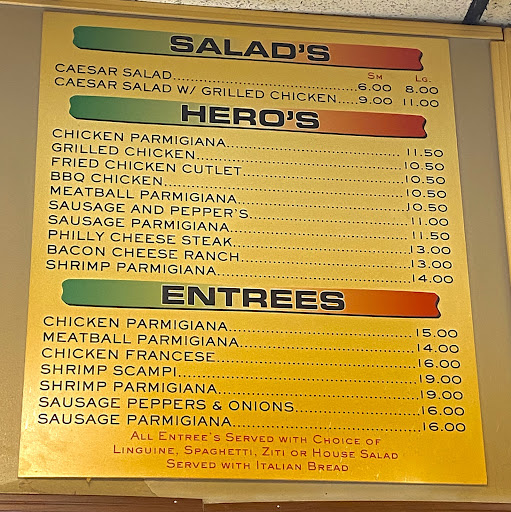 SALAD'S
SM LG.
CAESAR SALAD 6.00 8.00
CAESAR SALAD W/ GRILLED CHICKEN 9.00 11.00
HERO'S
CHICKEN PARMIGIANA 11.50
GRILLED CHICKEN 10.50
FRIED CHICKEN CUTLET 10.50
BBQ CHICKEN 10.50
MEATBALL PARMIGIANA 10.50
SAUSAGE AND PEPPER'S 11.00
SAUSAGE PARMIGIANA 11.50
PHILLY CHEESE STEAK 13.00
BACON CHEESE RANCH 13.00
SHRIMP PARMIGIANA 14.00
ENTREES
CHICKEN PARMIGIANA 15.00
MEATBALL PARMIGIANA 14.00
CHICKEN FRANCESE 16.00
SHRIMP SCAMPI 19.00
SHRIMP PARMIGIANA 19.00
SAUSAGE PEPPERS & ONIONS 16.00
SAUSAGE PARMIGIANA 16.00
ALL ENTREE'S SERVED WITH CHOICE OF
LINGUINE, SPAGHETTI, ZITI OR HOUSE SALAD
SERVED WITH ITALIAN BREAD